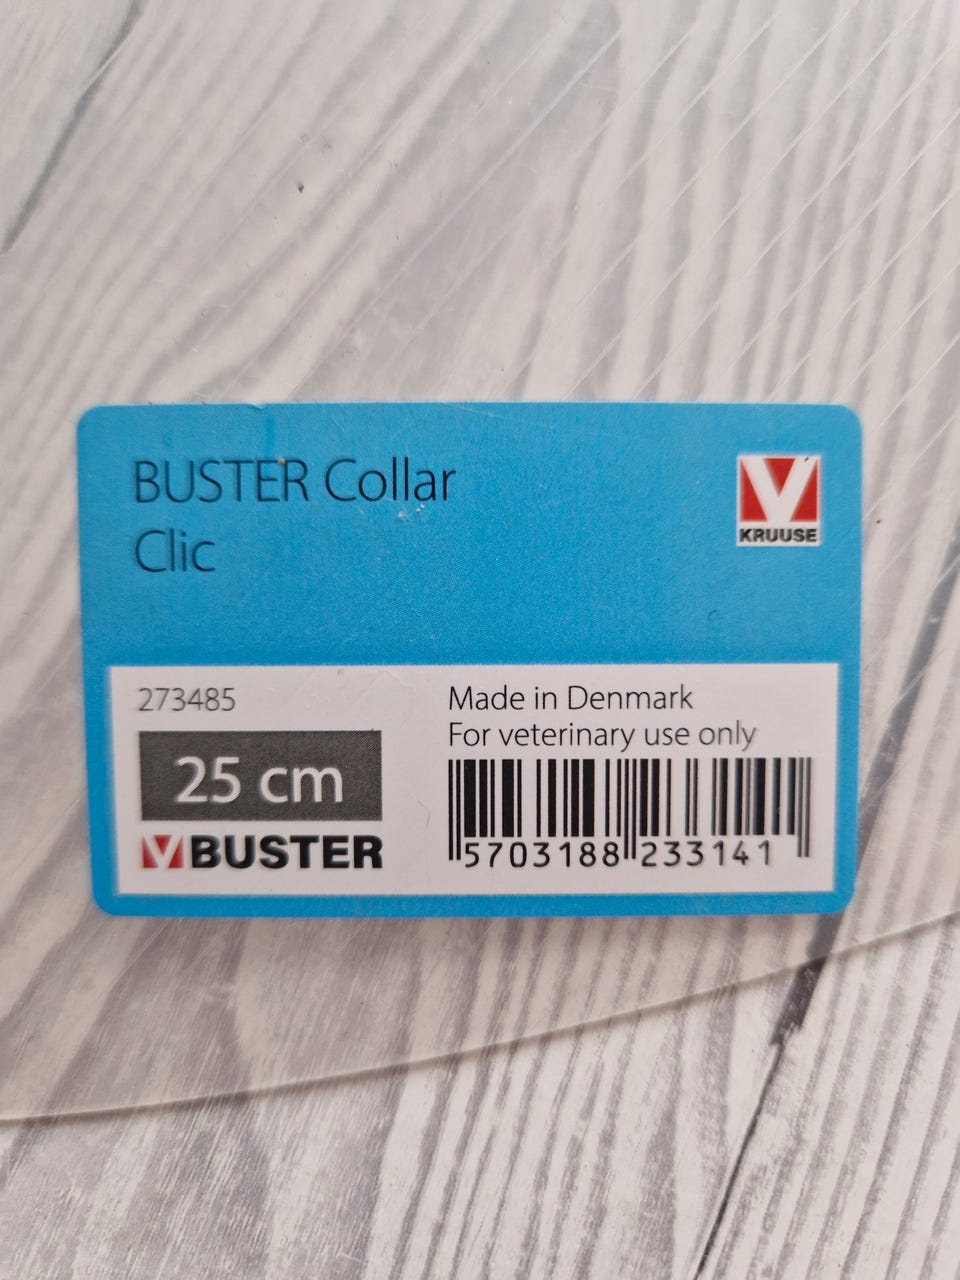 BUSTER Collar
Clic
KRUUSE
273485
25 cm
BUSTER
Made in Denmark
For veterinary use only
5703188 233141